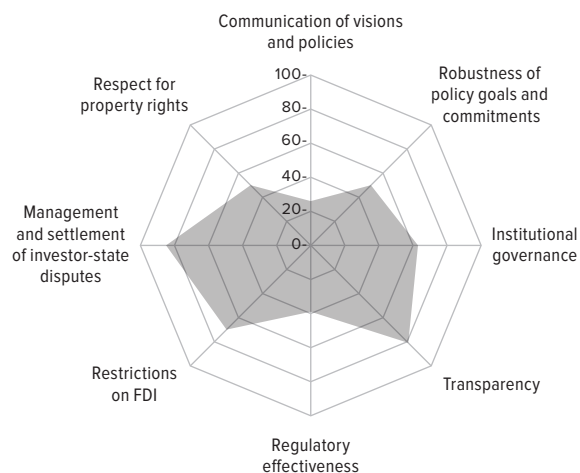 Communication of visions
and policies
Respect for
property rights
Robustness of
policy goals and
commitments
100-
80-
60-
40-
20-
0-
Management
and settlement
of investor-state
disputes
Institutional
governance
Restrictions
on FDI
Transparency
Regulatory
effectiveness